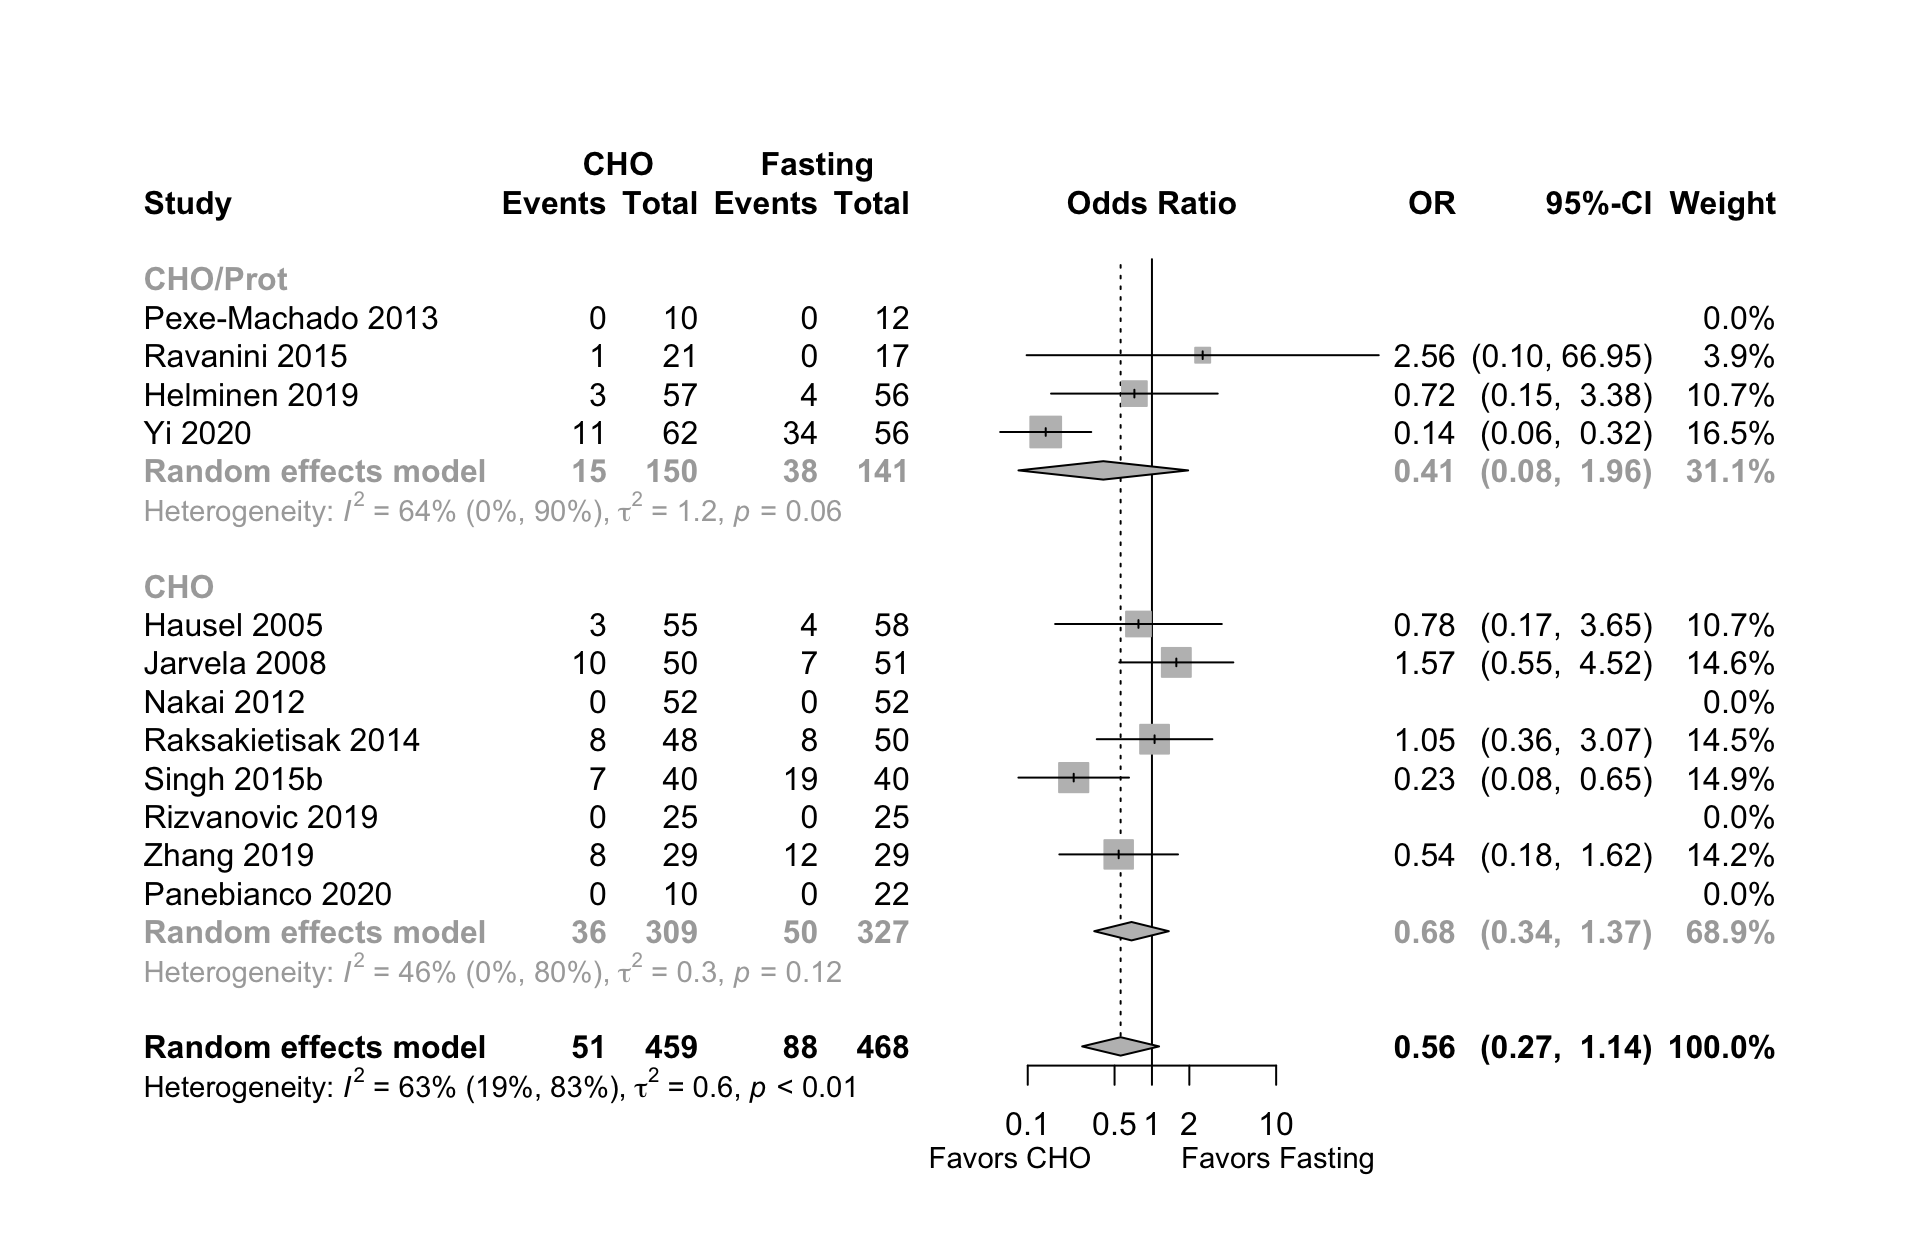 CHO Fasting
Study Events Total Events Total Odds Ratio OR 95%-CI Weight
CHO/Prot
Pexe-Machado 2013 0 10 0 12 0.0%
Ravanini 2015 1 21 0 17 2.56 (0.10, 66.95) 3.9%
Helminen 2019 3 57 4 56 0.72 (0.15, 3.38) 10.7%
Yi 2020 11 62 34 56 0.14 (0.06, 0.32) 16.5%
Random effects model 15 150 38 141 0.41 (0.08, 1.96) 31.1%
Heterogeneity: I² = 64% (0%, 90%), τ² = 1.2, p = 0.06
CHO
Hausel 2005 3 55 4 58 0.78 (0.17, 3.65) 10.7%
Jarvela 2008 10 50 7 51 1.57 (0.55, 4.52) 14.6%
Nakai 2012 0 52 0 52 0.0%
Raksakietisak 2014 8 48 8 50 1.05 (0.36, 3.07) 14.5%
Singh 2015b 7 40 19 40 0.23 (0.08, 0.65) 14.9%
Rizvanovic 2019 0 25 0 25 0.0%
Zhang 2019 8 29 12 29 0.54 (0.18, 1.62) 14.2%
Panebianco 2020 0 10 0 22 0.0%
Random effects model 36 309 50 327 0.68 (0.34, 1.37) 68.9%
Heterogeneity: I² = 46% (0%, 80%), τ² = 0.3, p = 0.12
Random effects model 51 459 88 468 0.56 (0.27, 1.14) 100.0%
Heterogeneity: I² = 63% (19%, 83%), τ² = 0.6, p < 0.01
0.1 0.5 1 2 10
Favors CHO Favors Fasting